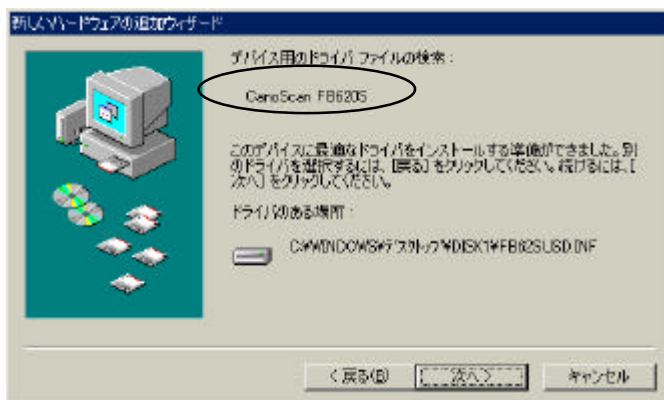 新しいハードウェアの追加ウィザード
デバイス用のドライバ ファイルの検索 :
CanoScan FB620S
このデバイスに最適なドライバをインストールする準備ができました。別
のドライバを選択するには、[戻る] をクリックしてください。続けるには、[
次へ] をクリックしてください。
ドライバのある場所 :
C:¥WINDOWS¥デスクトップ¥DISK1¥FB62SUSD.INF
< 戻る(B)
次へ >
キャンセル